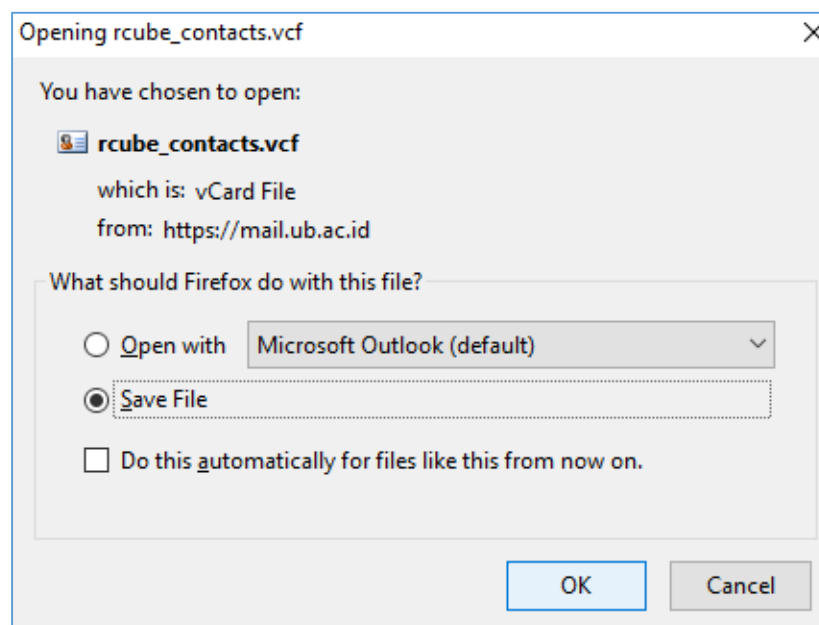 Opening rcube_contacts.vcf
You have chosen to open:
rcube_contacts.vcf
which is: vCard File
from: https://mail.ub.ac.id
What should Firefox do with this file?
Open with Microsoft Outlook (default)
Save File
Do this automatically for files like this from now on.
OK Cancel